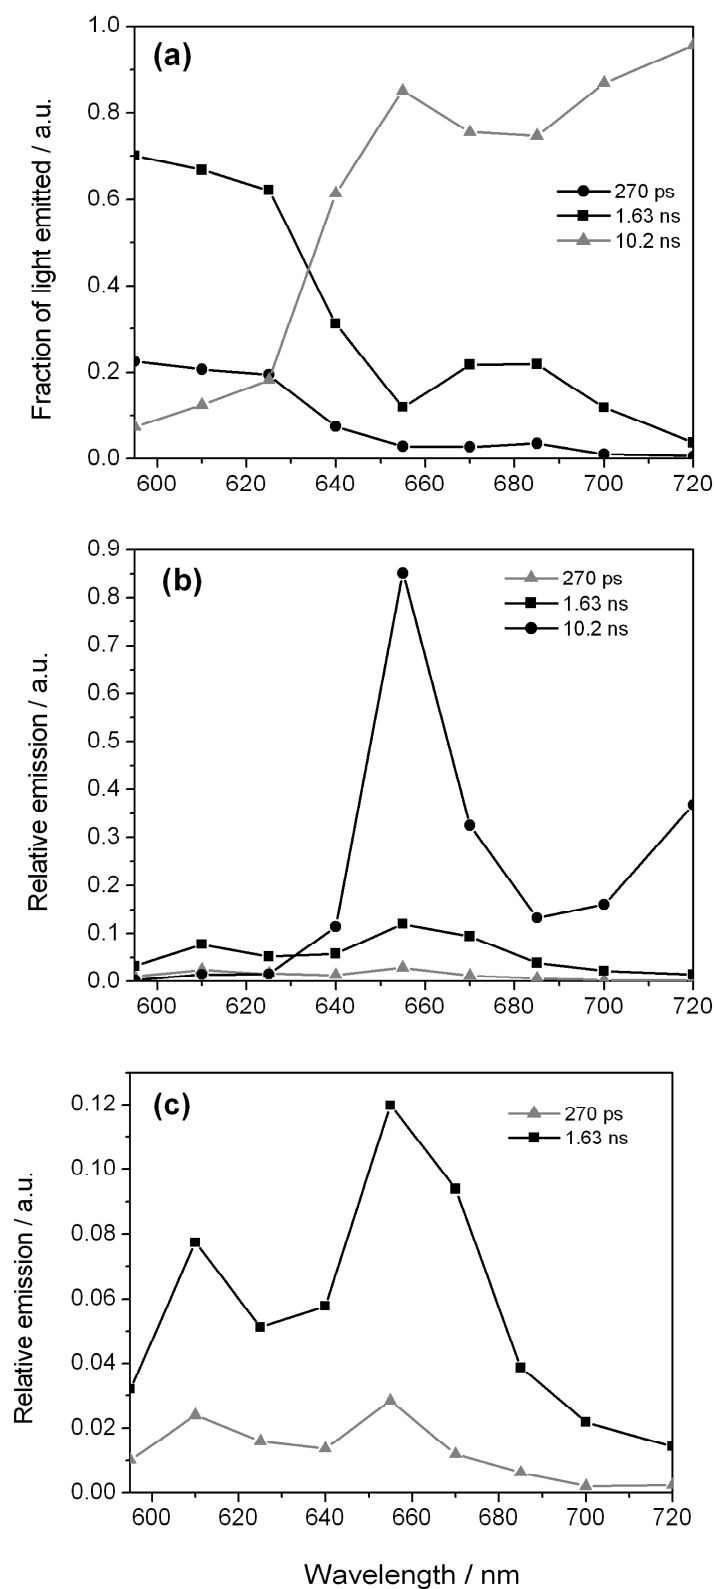 (a)
Fraction of light emitted / a.u.
1.0
0.8
0.6
0.4
0.2
0.0
270 ps
1.63 ns
10.2 ns
600 620 640 660 680 700 720
(b)
Relative emission / a.u.
0.9
0.8
0.7
0.6
0.5
0.4
0.3
0.2
0.1
0.0
270 ps
1.63 ns
10.2 ns
600 620 640 660 680 700 720
(c)
Relative emission / a.u.
0.12
0.10
0.08
0.06
0.04
0.02
0.00
270 ps
1.63 ns
600 620 640 660 680 700 720
Wavelength / nm